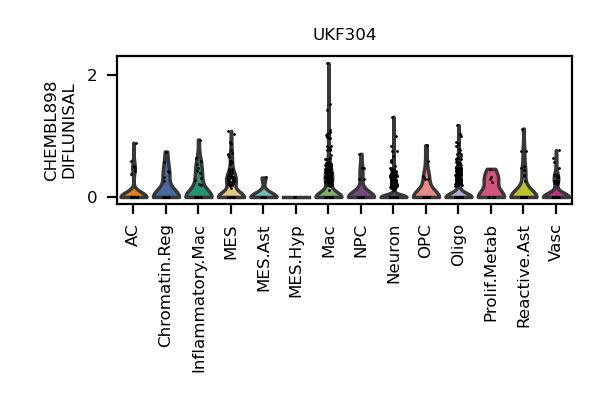 UKF304
CHEMBL898
DIFLUNISAL
2
0
AC
Chromatin.Reg
Inflammatory.Mac
MES
MES.Ast
MES.Hyp
Mac
NPC
Neuron
OPC
Oligo
Prolif.Metab
Reactive.Ast
Vasc